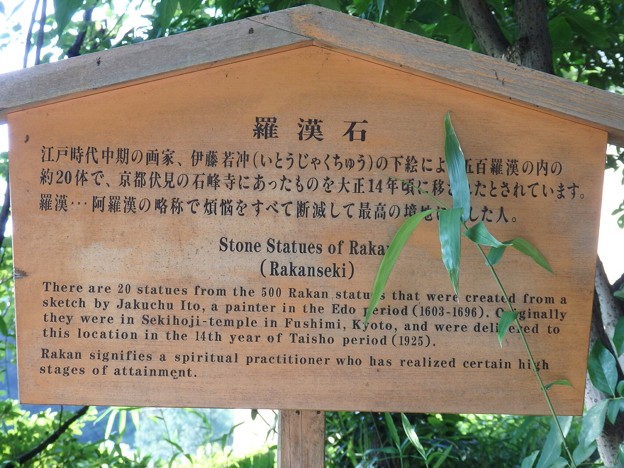 羅漢石
江戸時代中期の画家、伊藤若冲(いとうじゃくちゅう)の下絵によ 五百羅漢の内の
約20体で、京都伏見の石峰寺にあったものを大正14年頃に移されたとされています。
羅漢…阿羅漢の略称で煩悩をすべて断滅して最高の境地に した人。
Stone Statues of Rakan
(Rakanseki)
There are 20 statues from the 500 Rakan statues that were created from a
sketch by Jakuchu Ito, a painter in the Edo period (1603-1696). Originally
they were in Sekihoji-temple in Fushimi, Kyoto, and were delivered to
this location in the 14th year of Taisho period (1925).
Rakan signifies a spiritual practitioner who has realized certain high
stages of attainment.